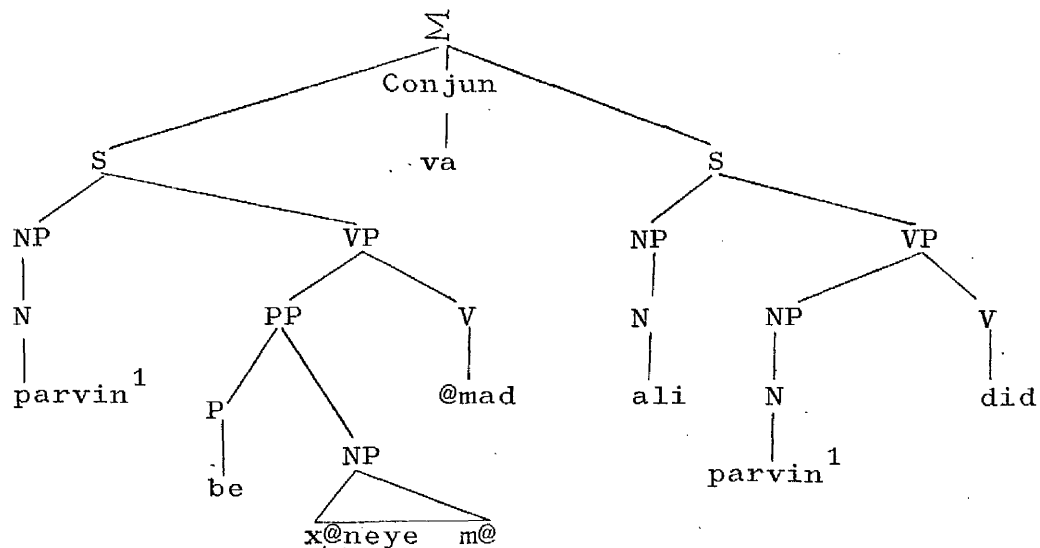 M
Conjun
S va S
NP VP NP VP
N PP V N NP V
parvin¹ P @mad ali N did
be NP parvin¹
x@neye m@